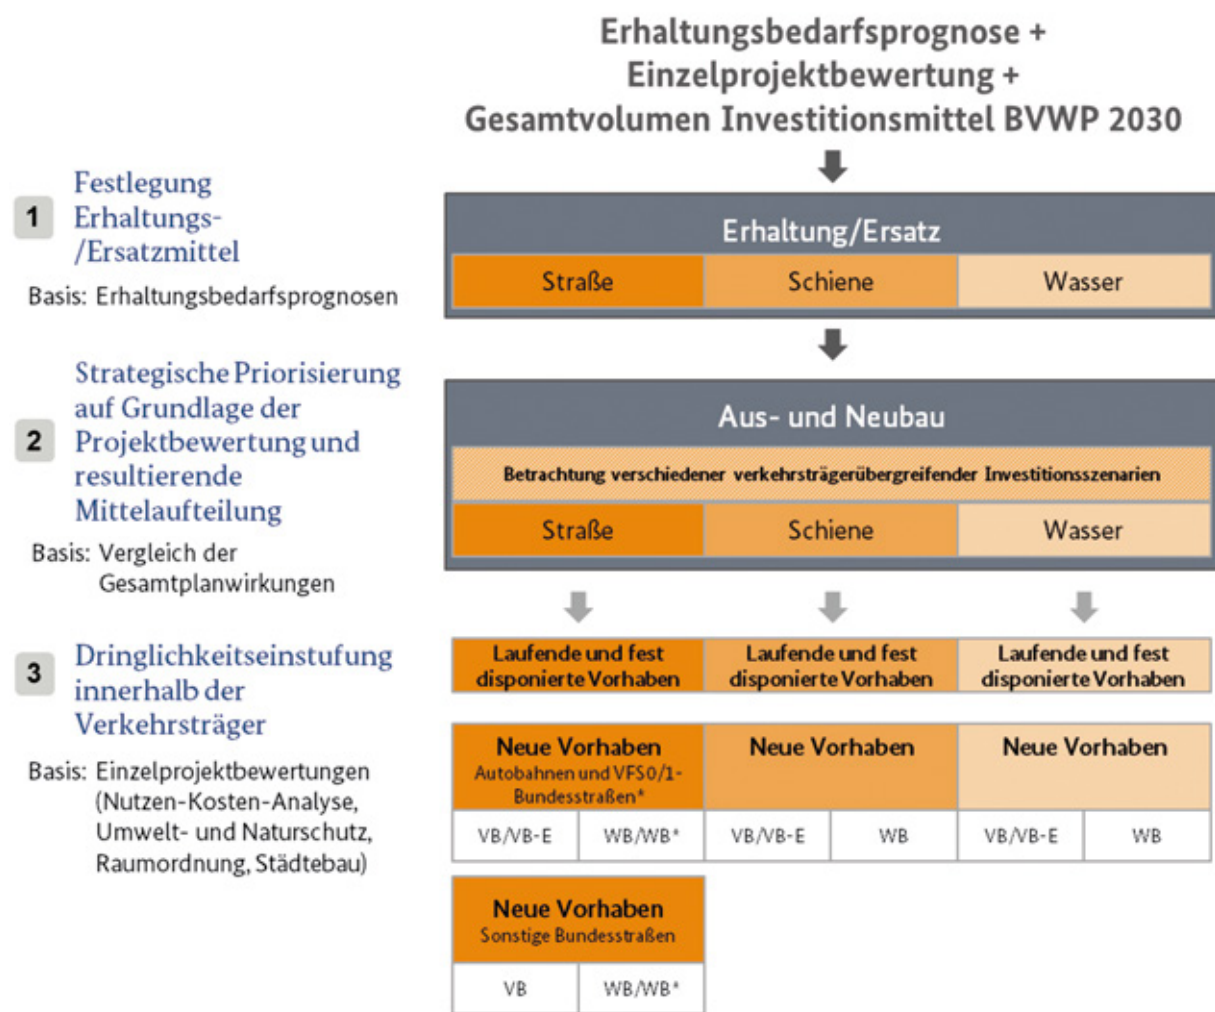 Erhaltungsbedarfsprognose +
Einzelprojektbewertung +
Gesamtvolumen Investitionsmittel BVWP 2030
1
Festlegung
Erhaltungs-
/Ersatzmittel
Basis: Erhaltungsbedarfsprognosen
Erhaltung/Ersatz
Straße
Schiene
Wasser
2
Strategische Priorisierung
auf Grundlage der
Projektbewertung und
resultierende
Mittelaufteilung
Basis: Vergleich der
Gesamtplanwirkungen
Aus- und Neubau
Betrachtung verschiedener verkehrsträgerübergreifender Investitionsszenarien
Straße
Schiene
Wasser
3
Dringlichkeitseinstufung
innerhalb der
Verkehrsträger
Basis: Einzelprojektbewertungen
(Nutzen-Kosten-Analyse,
Umwelt- und Naturschutz,
Raumordnung, Städtebau)
Laufende und fest
disponierte Vorhaben
Laufende und fest
disponierte Vorhaben
Laufende und fest
disponierte Vorhaben
Neue Vorhaben
Autobahnen und VFS0/1-
Bundesstraßen*
Neue Vorhaben
Neue Vorhaben
VB/VB-E
WB/WB*
VB/VB-E
WB
VB/VB-E
WB
Neue Vorhaben
Sonstige Bundesstraßen
VB
WB/WB*